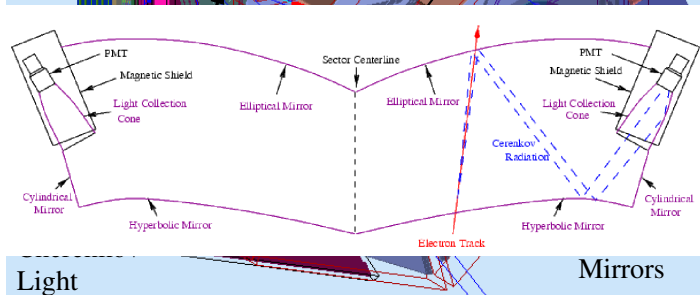 PMT
Magnetic Shield
Light Collection
Cone
Cylindrical
Mirror
Elliptical Mirror
Hyperbolic Mirror
Sector Centerline
Elliptical Mirror
Cerenkov
Radiation
Electron Track
PMT
Magnetic Shield
Light Collection
Cone
Cylindrical
Mirror
Hyperbolic Mirror
Light
Mirrors